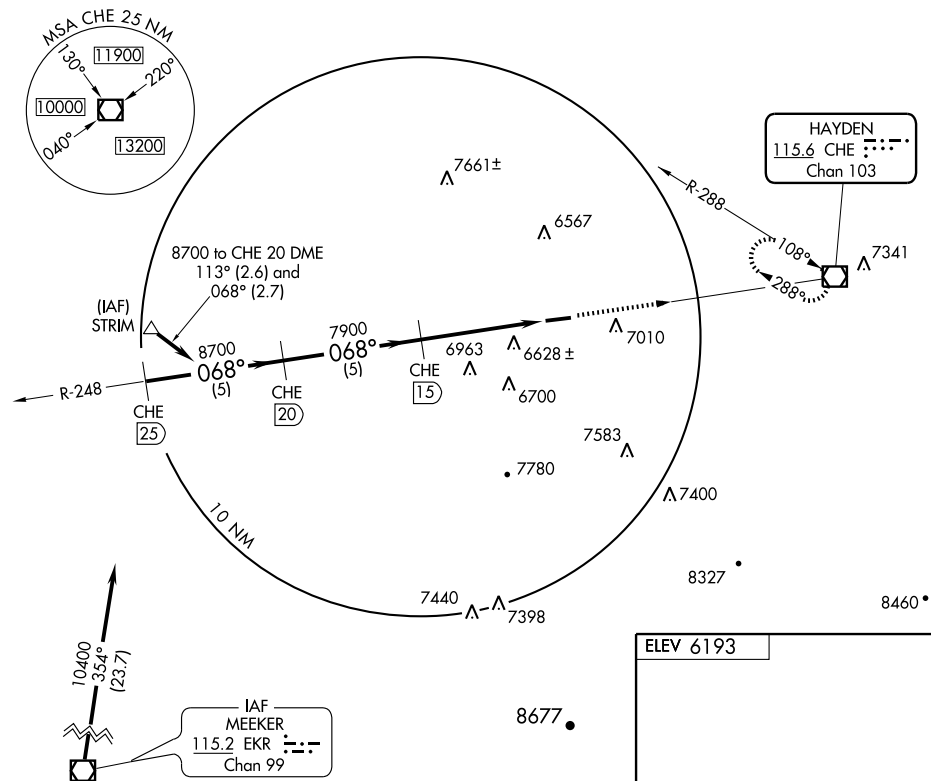 MSA CHE 25 NM
130°
11900
220°
10000
040°
13200
HAYDEN
115.6 CHE
Chan 103
7661±
6567
R-288
108°
288°
7341
8700 to CHE 20 DME
113° (2.6) and
068° (2.7)
(IAF)
STRIM
8700
068°
(5)
7900
068°
(5)
R-248
CHE
25
CHE
20
CHE
15
6963
6628±
7010
6700
7583
7780
7400
10 NM
8327
8460
7440
7398
ELEV 6193
10400
354°
(23.7)
IAF
MEEKER
115.2 EKR
Chan 99
8677